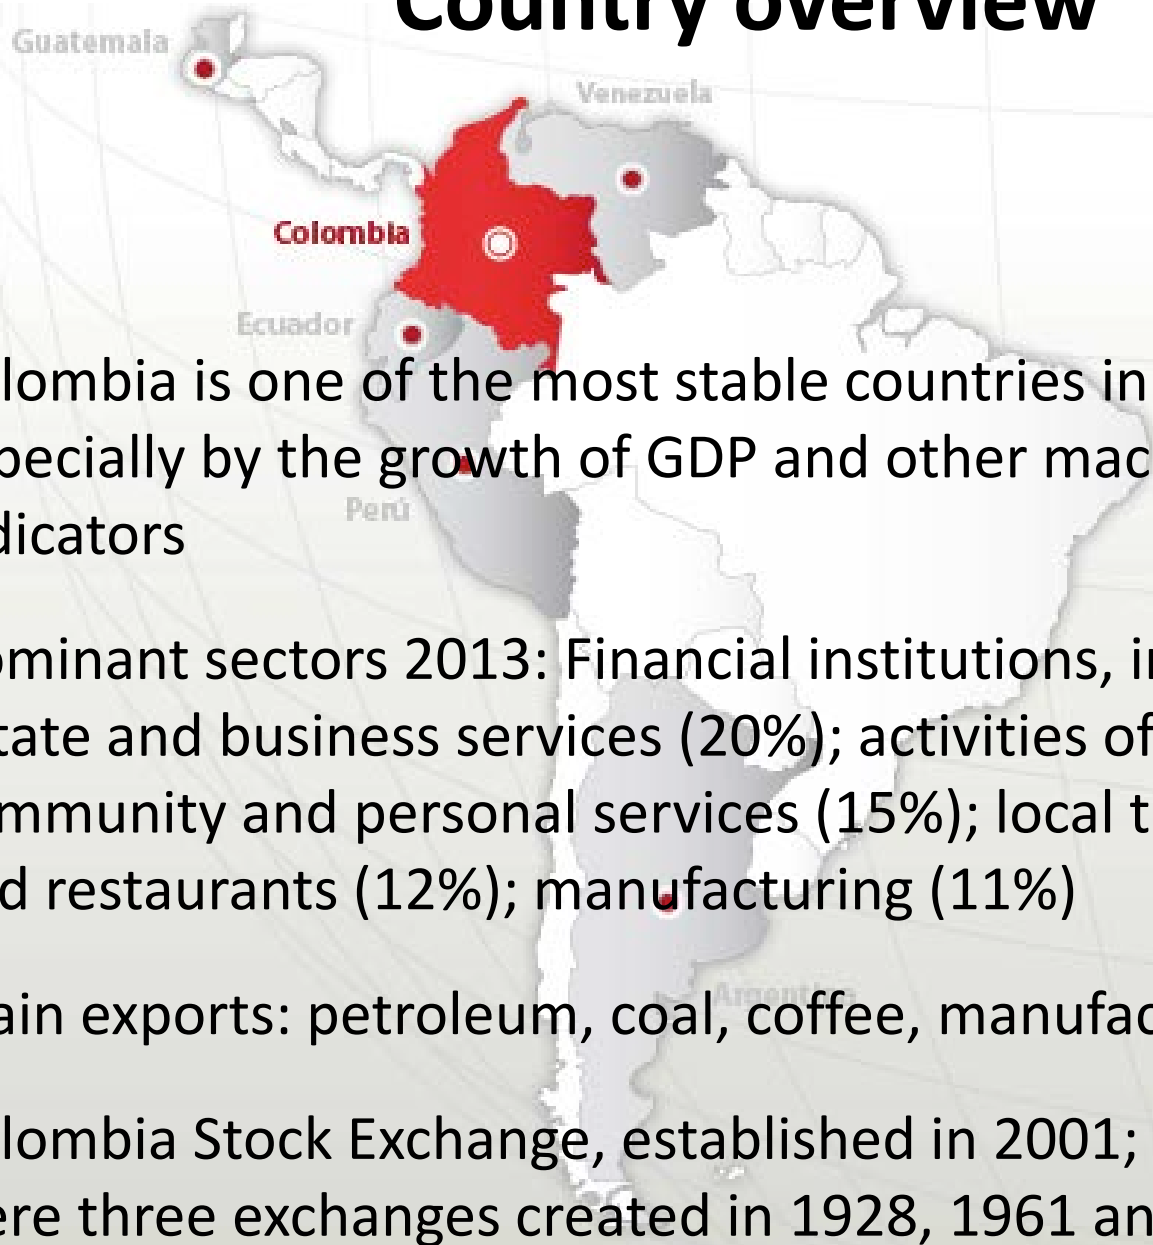 Country overview
Guatemala
Venezuela
Colombia
Ecuador
lombia is one of the most stable countries in
pecially by the growth of GDP and other mac
Perú
dicators
ominant sectors 2013: Financial institutions, in
tate and business services (20%); activities of
mmunity and personal services (15%); local t
d restaurants (12%); manufacturing (11%)
Argentina
ain exports: petroleum, coal, coffee, manufac
lombia Stock Exchange, established in 2001;
ere three exchanges created in 1928, 1961 an